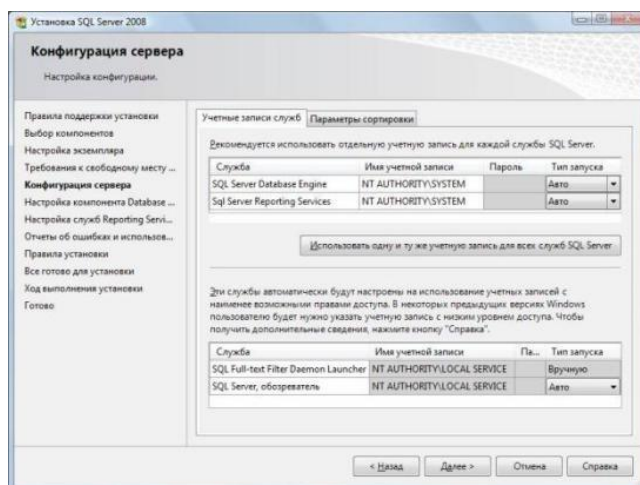 Установка SQL Server 2008
Конфигурация сервера
Настройка конфигурации.
Правила поддержки установки
Выбор компонентов
Настройка экземпляра
Требования к свободному месту ...
Конфигурация сервера
Настройка компонента Database ...
Настройка служб Reporting Servi...
Отчеты об ошибках и использов...
Правила установки
Все готово для установки
Ход выполнения установки
Готово
Учетные записи служб Параметры сортировки
Рекомендуется использовать отдельную учетную запись для каждой службы SQL Server.
Служба Имя учетной записи Пароль Тип запуска
SQL Server Database Engine NT AUTHORITY\SYSTEM Авто
Sql Server Reporting Services NT AUTHORITY\SYSTEM Авто
Использовать одну и ту же учетную запись для всех служб SQL Server
Эти службы автоматически будут настроены на использование учетных записей с
наименее возможными правами доступа. В некоторых предыдущих версиях Windows
пользователю будет нужно указать учетную запись с низким уровнем доступа. Чтобы
получить дополнительные сведения, нажмите кнопку "Справка".
Служба Имя учетной записи Па... Тип запуска
SQL Full-text Filter Daemon Launcher NT AUTHORITY\LOCAL SERVICE Вручную
SQL Server, обозреватель NT AUTHORITY\LOCAL SERVICE Авто
< Назад Далее > Отмена Справка